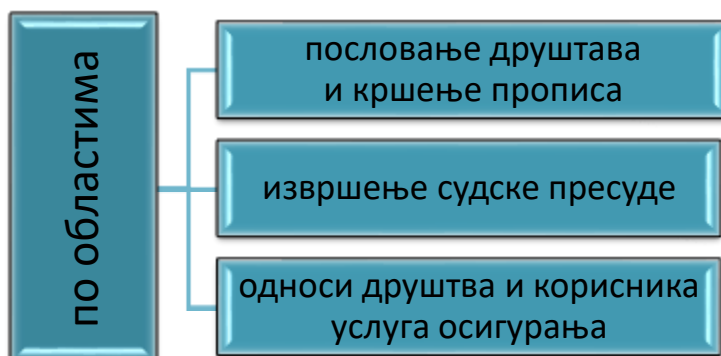 по областима
пословање друштава
и кршење прописа
извршење судске пресуде
односи друштва и корисника
услуга осигурања